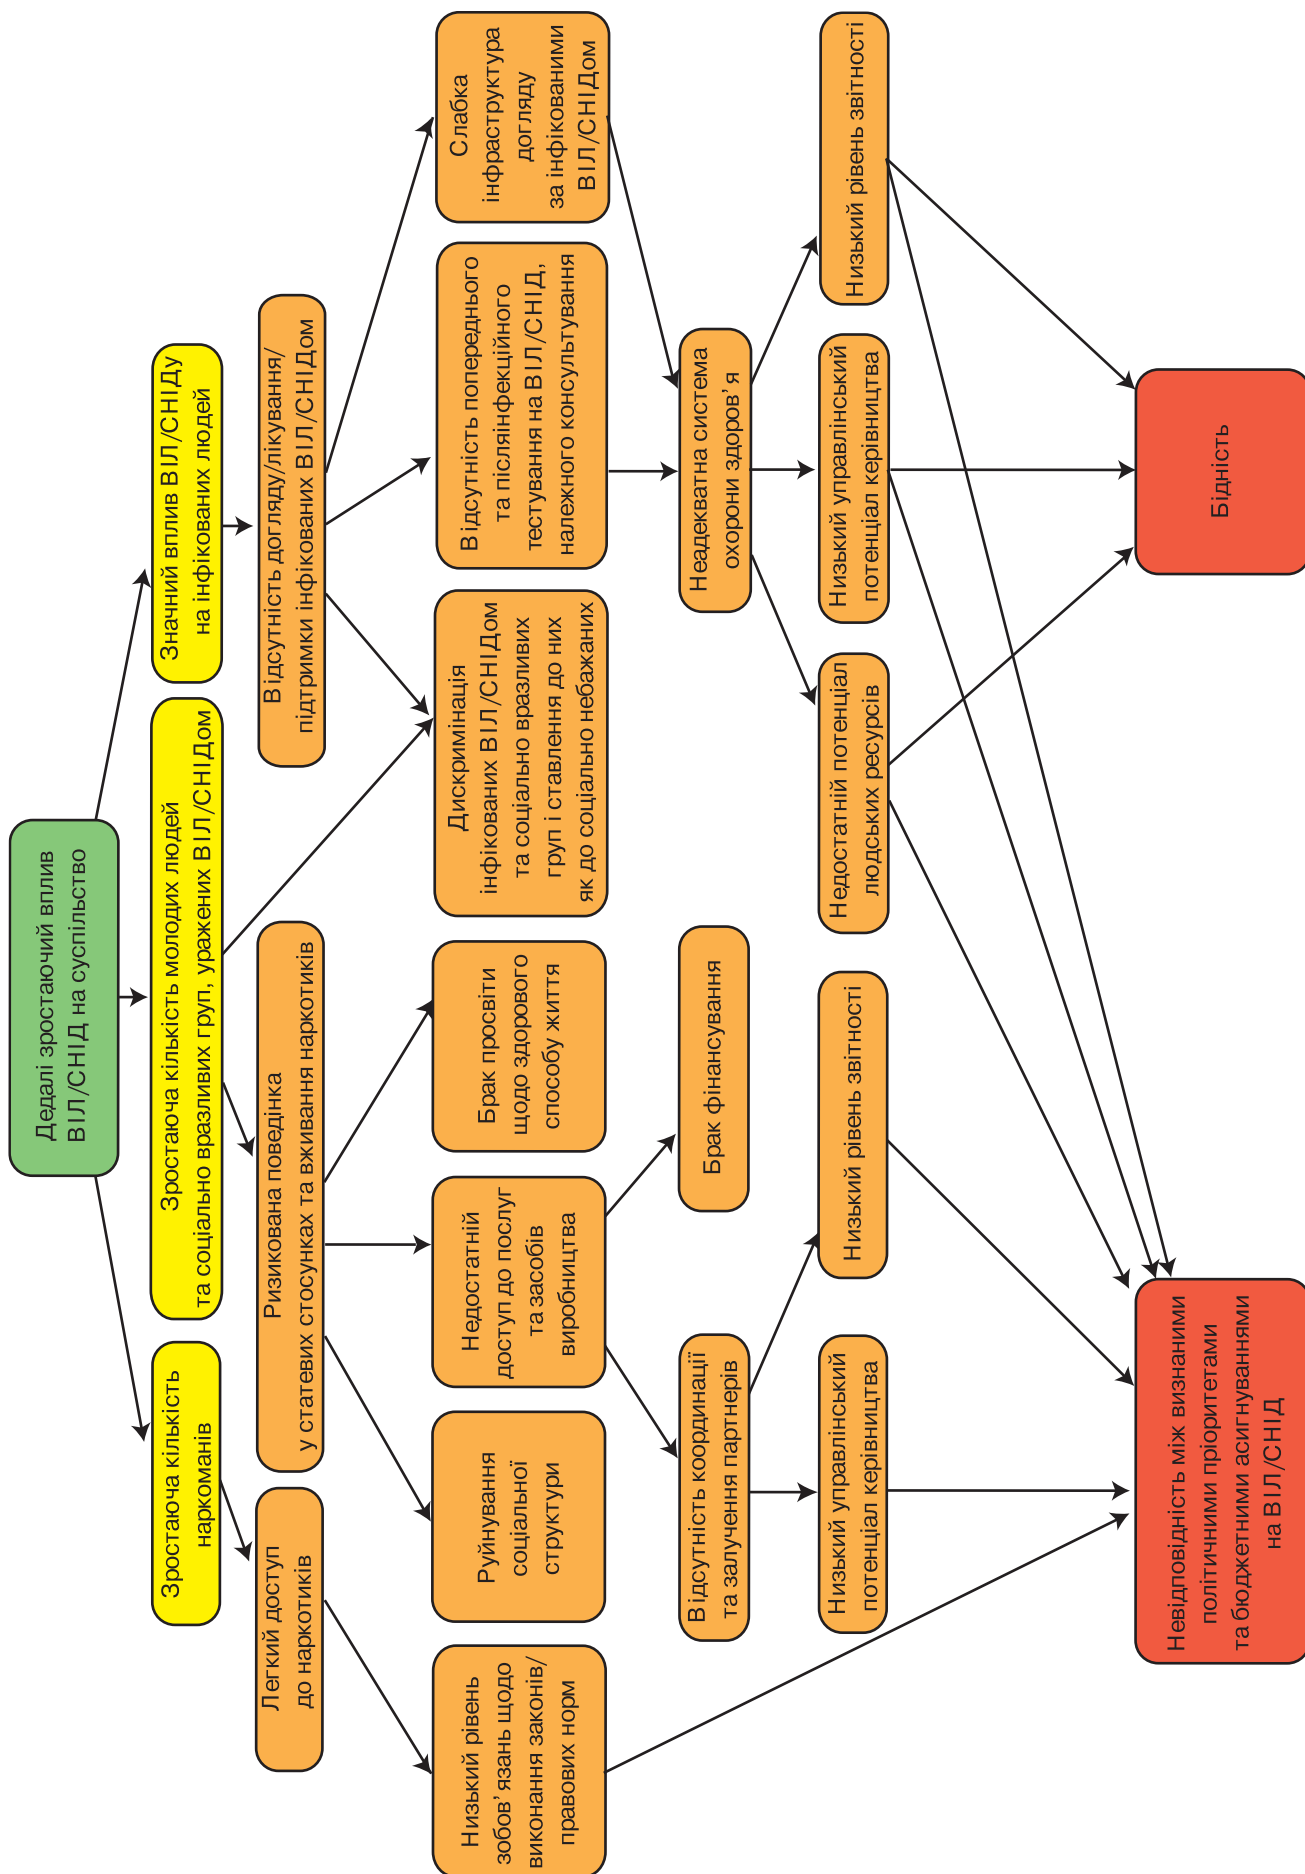 Дедалі зростаючий вплив
ВІЛ/СНІД на суспільство
Зростаюча кількість
наркоманів
Зростаюча кількість молодих людей
та соціально вразливих груп, уражених ВІЛ/СНІДом
Значний вплив ВІЛ/СНІДу
на інфікованих людей
Легкий доступ
до наркотиків
Ризикована поведінка
у статевих стосунках та вживання наркотиків
Відсутність догляду/лікування/
підтримки інфікованих ВІЛ/СНІДом
Низький рівень
зобов’язань щодо
виконання законів/
правових норм
Руйнування
соціальної
структури
Недостатній
доступ до послуг
та засобів
виробництва
Брак просвіти
щодо здорового
способу життя
Дискримінація
інфікованих ВІЛ/СНІДом
та соціально вразливих
груп і ставлення до них
як до соціально небажаних
Відсутність попереднього
та післяінфекційного
тестування на ВІЛ/СНІД,
належного консультування
Слабка
інфраструктура
догляду
за інфікованими
ВІЛ/СНІДом
Відсутність координації
та залучення партнерів
Брак фінансування
Неадекватна система
охорони здоров’я
Низький управлінський
потенціал керівництва
Низький рівень звітності
Недостатній потенціал
людських ресурсів
Низький управлінський
потенціал керівництва
Низький рівень звітності
Невідповідність між визнаними
політичними пріоритетами
та бюджетними асигнуваннями
на ВІЛ/СНІД
Бідність